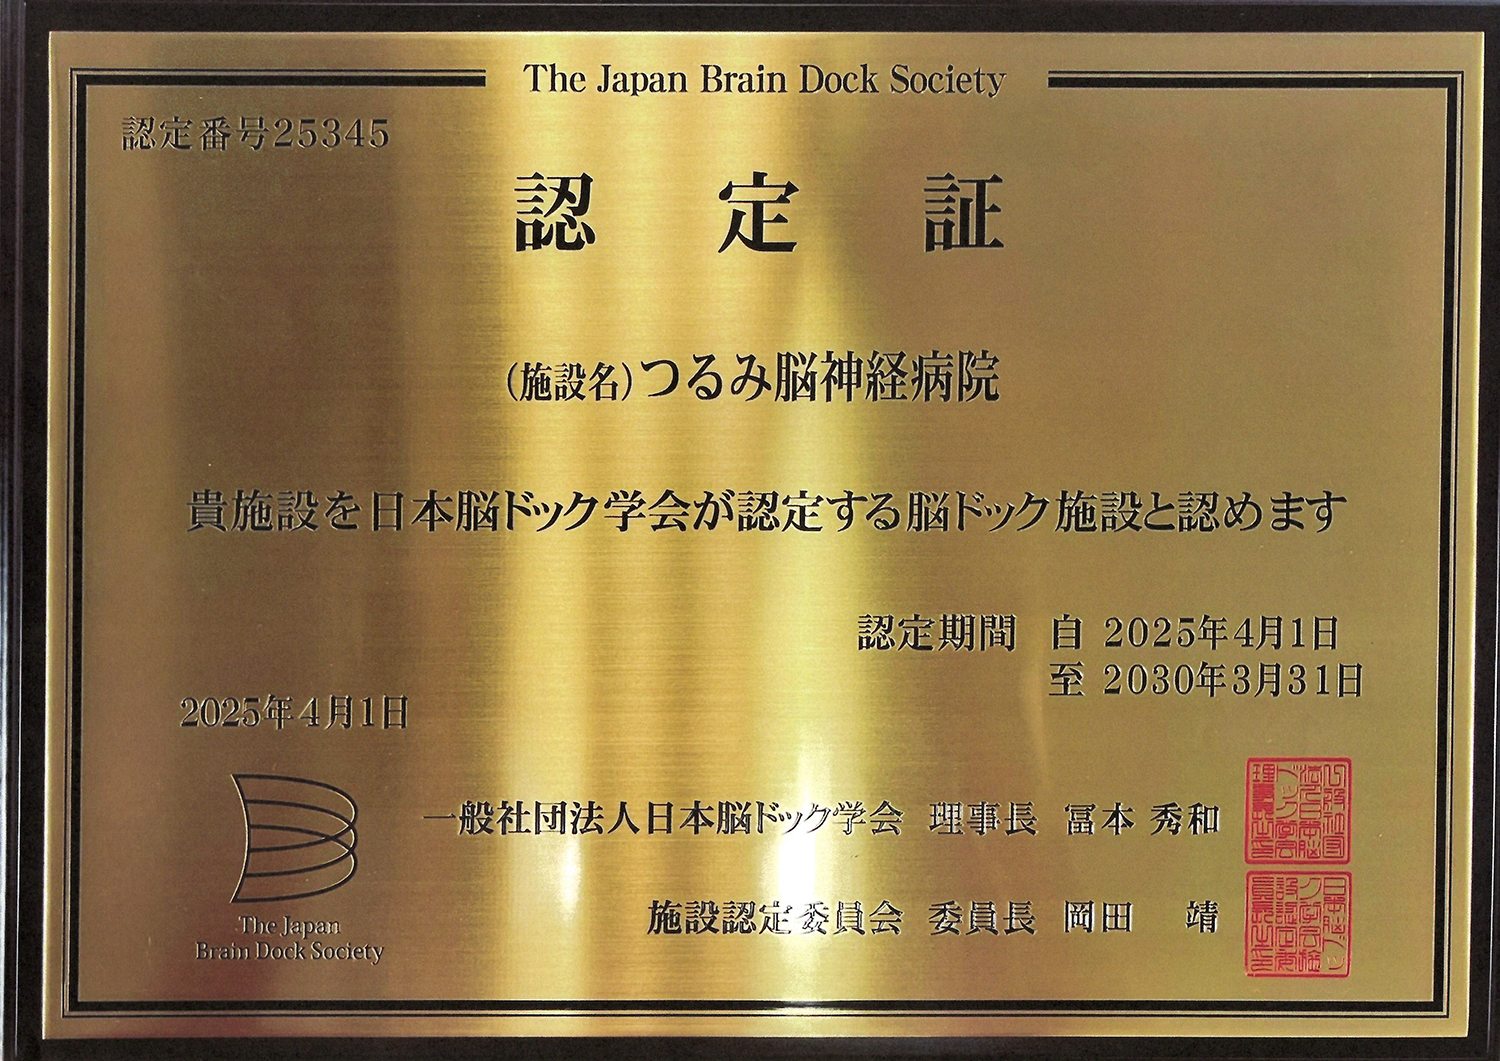 The Japan Brain Dock Society
認定番号25345
認定証
(施設名)つるみ脳神経病院
貴施設を日本脳ドック学会が認定する脳ドック施設と認めます
認定期間 自 2025年4月1日
至 2030年3月31日
2025年4月1日
一般社団法人日本脳ドック学会 理事長 冨本 秀和
施設認定委員会 委員長 岡田 靖
The Japan
Brain Dock Society